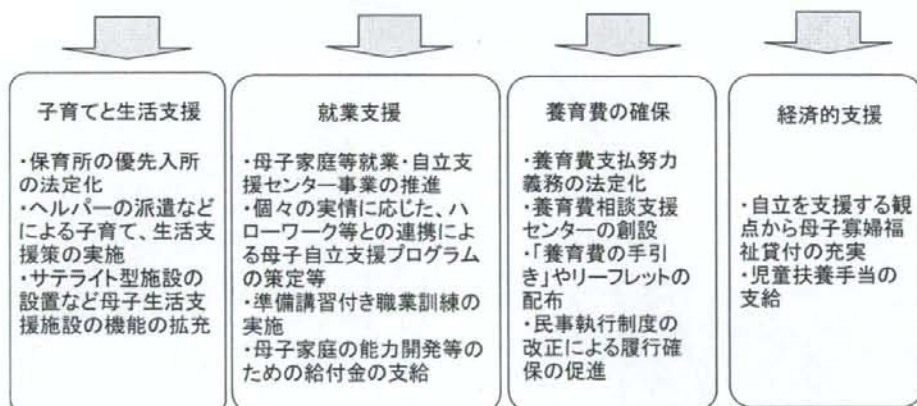 子育てと生活支援
・保育所の優先入所
の法定化
・ヘルパーの派遣など
による子育て、生活支
援策の実施
・サテライト型施設の
設置など母子生活支
援施設の機能の拡充
就業支援
・母子家庭等就業・自立支
援センター事業の推進
・個々の実情に応じた、ハ
ローワーク等との連携によ
る母子自立支援プログラム
の策定等
・準備講習付き職業訓練の
実施
・母子家庭の能力開発等の
ための給付金の支給
養育費の確保
・養育費支払努力
義務の法定化
・養育費相談支援
センターの創設
・「養育費の手引
き」やリーフレットの
配布
・民事執行制度の
改正による履行確
保の促進
経済的支援
・自立を支援する観
点から母子寡婦福
祉貸付の充実
・児童扶養手当の
支給